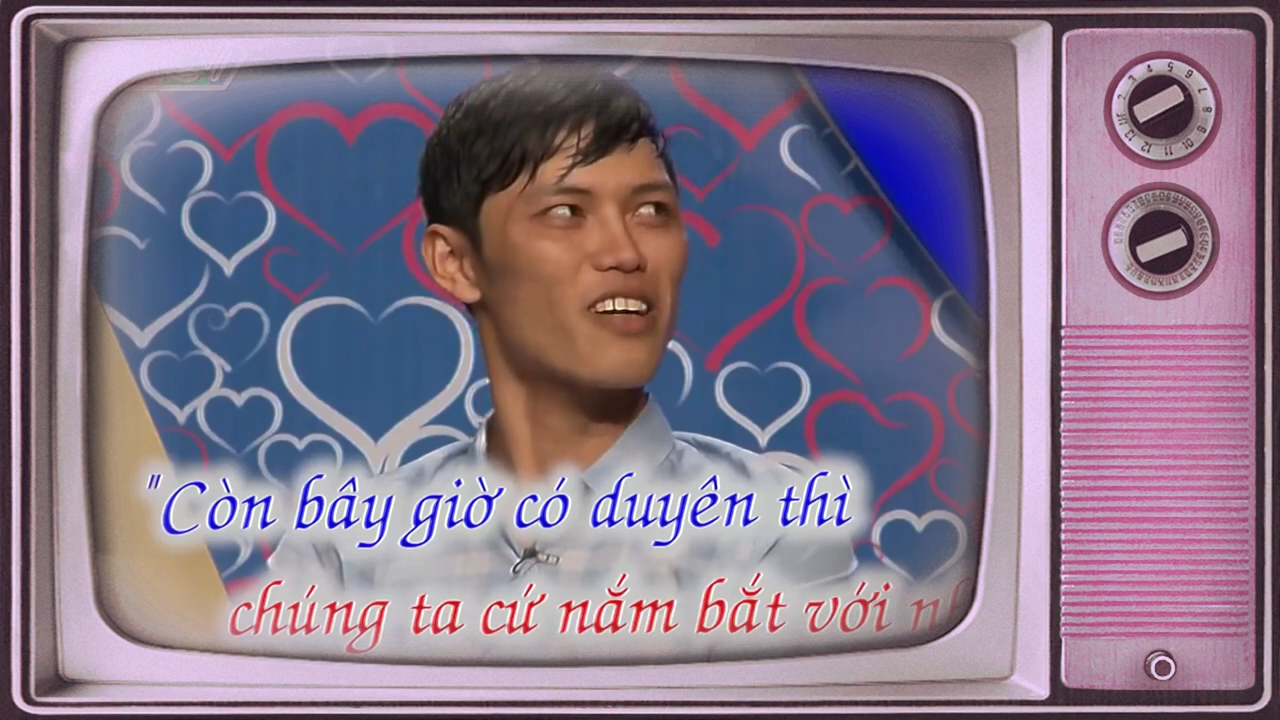 "Còn bây giờ có duyên thì
chúng ta cứ nắm bắt với